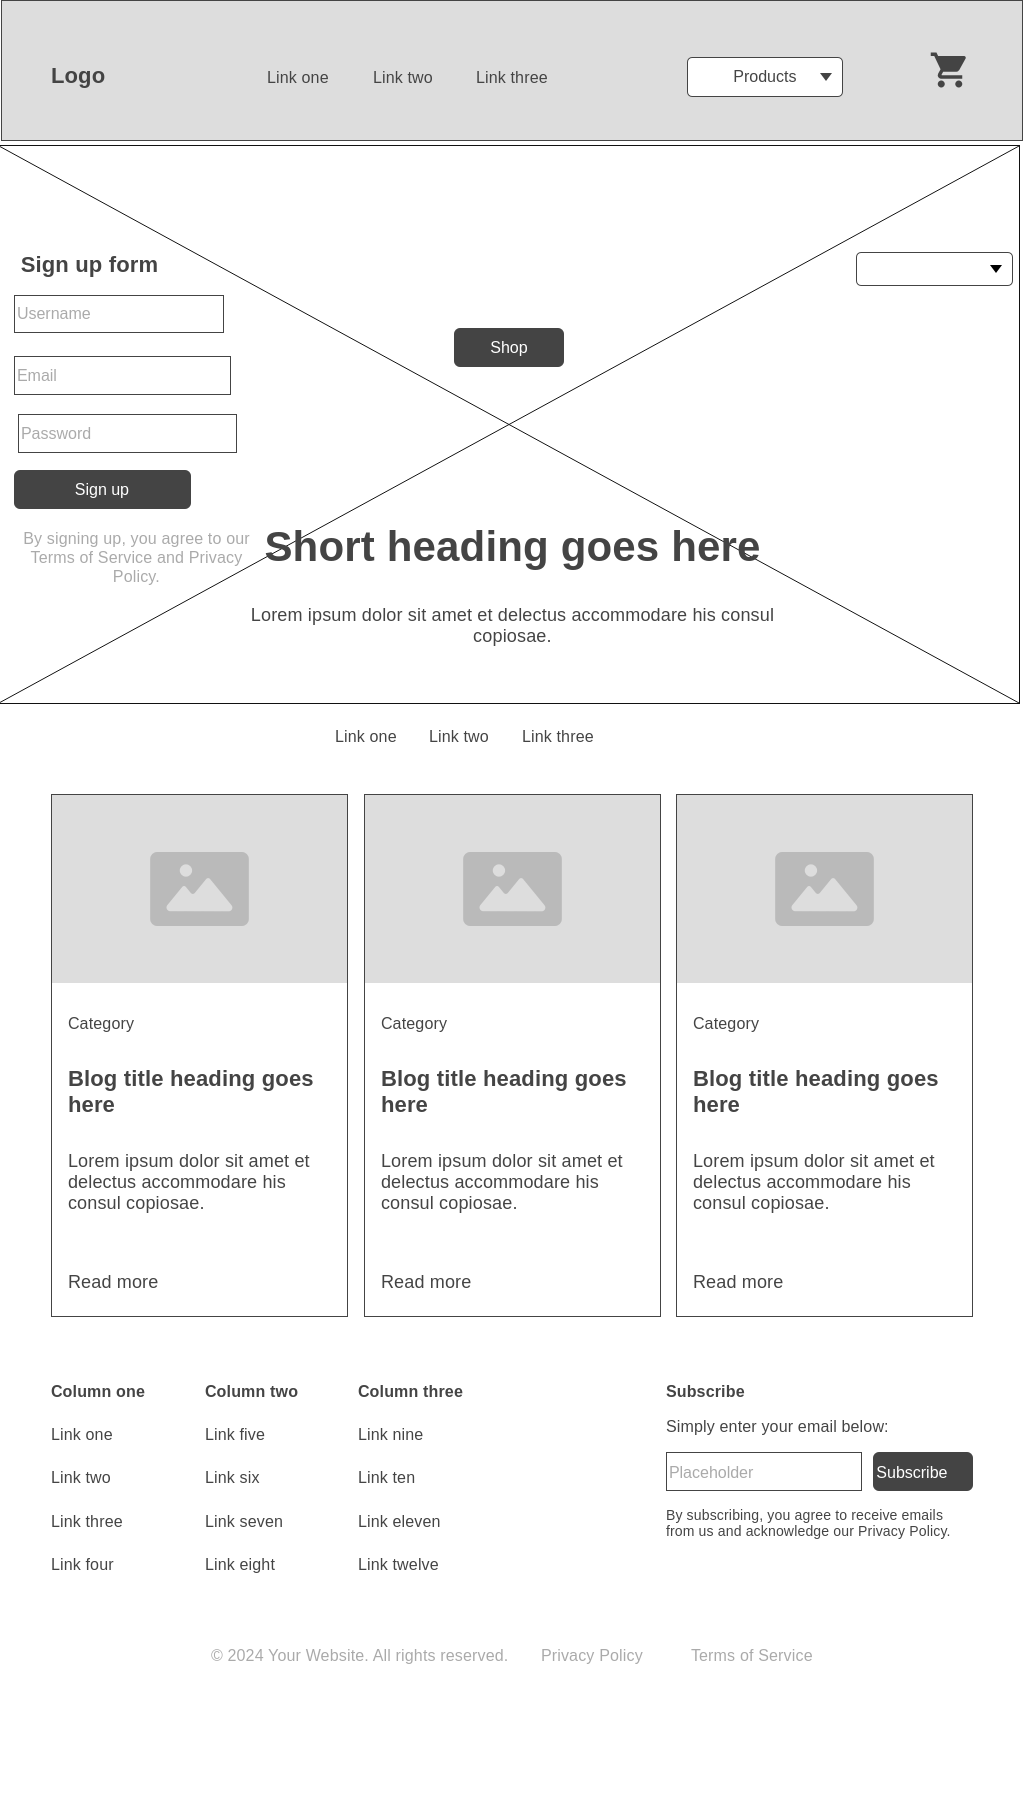 Logo
Link one
Link two
Link three
Products
Sign up form
Username
Email
Password
Sign up
By signing up, you agree to our
Terms of Service and Privacy
Policy.
Shop
Short heading goes here
Lorem ipsum dolor sit amet et delectus accommodare his consul
copiosae.
Link one
Link two
Link three
Category
Blog title heading goes
here
Lorem ipsum dolor sit amet et
delectus accommodare his
consul copiosae.
Read more
Category
Blog title heading goes
here
Lorem ipsum dolor sit amet et
delectus accommodare his
consul copiosae.
Read more
Category
Blog title heading goes
here
Lorem ipsum dolor sit amet et
delectus accommodare his
consul copiosae.
Read more
Column one
Link one
Link two
Link three
Link four
Column two
Link five
Link six
Link seven
Link eight
Column three
Link nine
Link ten
Link eleven
Link twelve
Subscribe
Simply enter your email below:
Placeholder
Subscribe
By subscribing, you agree to receive emails
from us and acknowledge our Privacy Policy.
© 2024 Your Website. All rights reserved.
Privacy Policy
Terms of Service